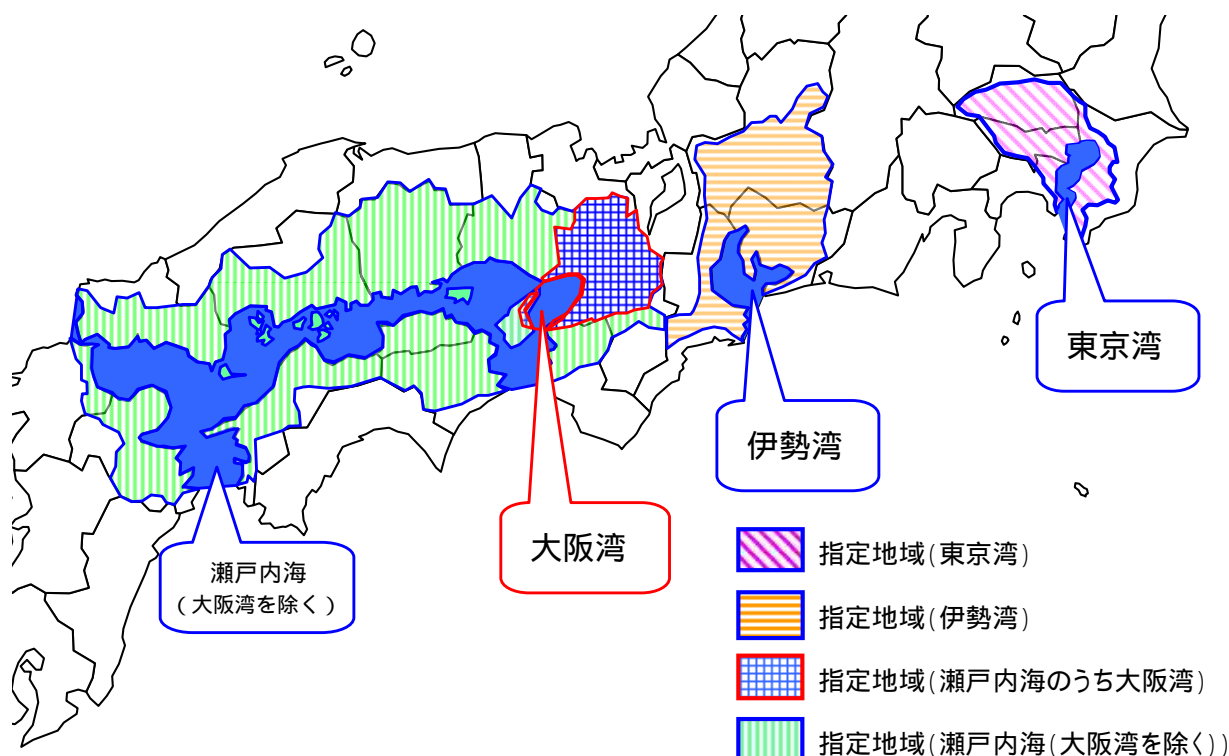 東京湾
伊勢湾
大阪湾
瀬戸内海
(大阪湾を除く)
指定地域(東京湾)
指定地域(伊勢湾)
指定地域(瀬戸内海のうち大阪湾)
指定地域(瀬戸内海(大阪湾を除く))